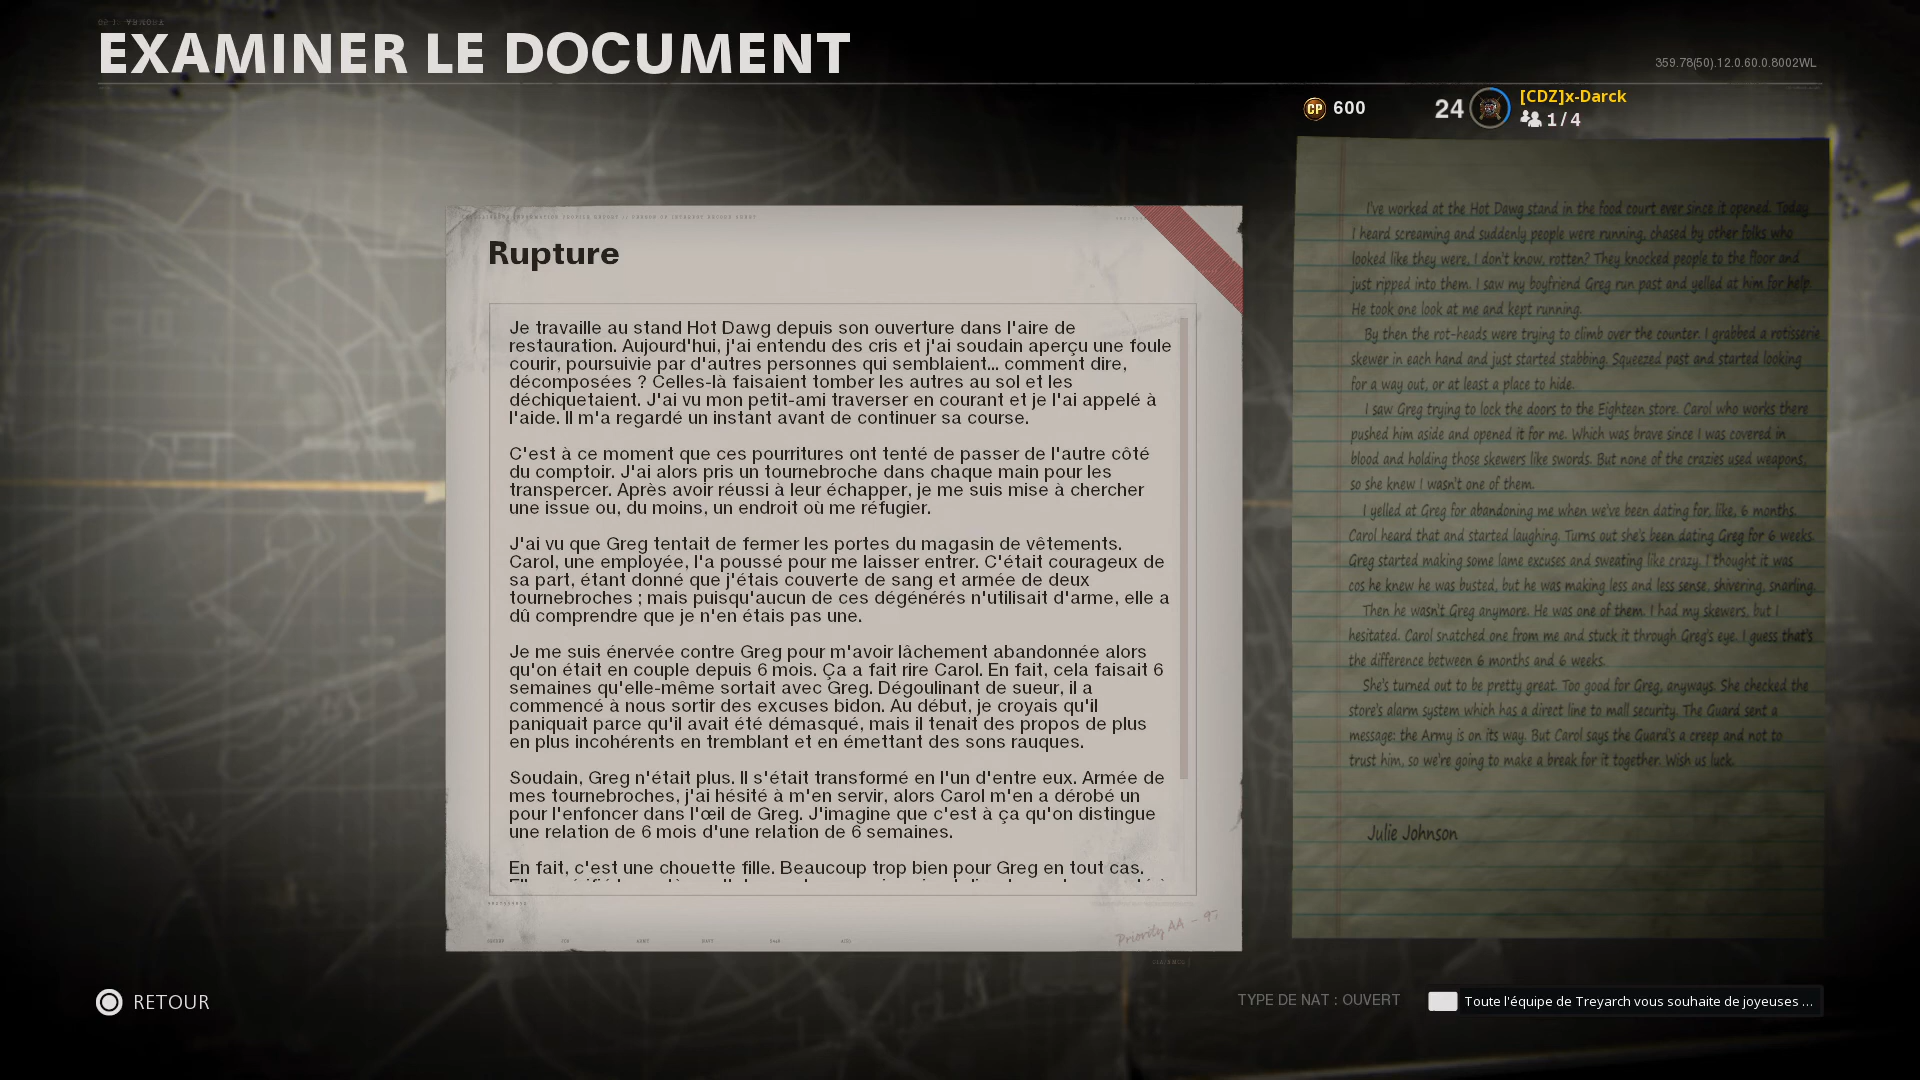 EXAMINER LE DOCUMENT
359.78(50).12.0.60.0.8002WL
CP 600
24
[CDZ]x-Darck
1 / 4
Rupture
Je travaille au stand Hot Dawg depuis son ouverture dans l'aire de
restauration. Aujourd'hui, j'ai entendu des cris et j'ai soudain aperçu une foule
courir, poursuivie par d'autres personnes qui semblaient... comment dire,
décomposées ? Celles-là faisaient tomber les autres au sol et les
déchiquetaient. J'ai vu mon petit-ami traverser en courant et je l'ai appelé à
l'aide. Il m'a regardé un instant avant de continuer sa course.
C'est à ce moment que ces pourritures ont tenté de passer de l'autre côté
du comptoir. J'ai alors pris un tournebroche dans chaque main pour les
transpercer. Après avoir réussi à leur échapper, je me suis mise à chercher
une issue ou, du moins, un endroit où me réfugier.
J'ai vu que Greg tentait de fermer les portes du magasin de vêtements.
Carol, une employée, l'a poussé pour me laisser entrer. C'était courageux de
sa part, étant donné que j'étais couverte de sang et armée de deux
tournebroches ; mais puisqu'aucun de ces dégénérés n'utilisait d'arme, elle a
dû comprendre que je n'en étais pas une.
Je me suis énervée contre Greg pour m'avoir lâchement abandonnée alors
qu'on était en couple depuis 6 mois. Ça a fait rire Carol. En fait, cela faisait 6
semaines qu'elle-même sortait avec Greg. Dégoulinant de sueur, il a
commencé à nous sortir des excuses bidon. Au début, je croyais qu'il
paniquait parce qu'il avait été démasqué, mais il tenait des propos de plus
en plus incohérents en tremblant et en émettant des sons rauques.
Soudain, Greg n'était plus. Il s'était transformé en l'un d'entre eux. Armée de
mes tournebroches, j'ai hésité à m'en servir, alors Carol m'en a dérobé un
pour l'enfoncer dans l'œil de Greg. J'imagine que c'est à ça qu'on distingue
une relation de 6 mois d'une relation de 6 semaines.
En fait, c'est une chouette fille. Beaucoup trop bien pour Greg en tout cas.
Priority AA - 9
I've worked at the Hot Dawg stand in the food court ever since it opened. Today
I heard screaming and suddenly people were running, chased by other folks who
looked like they were, I don't know, rotten? They knocked people to the floor and
just ripped into them. I saw my boyfriend Greg run past and yelled at him for help.
He took one look at me and kept running.
By then the rot-heads were trying to climb over the counter. I grabbed a rotisserie
skewer in each hand and just started stabbing. Squeezed past and started looking
for a way out, or at least a place to hide.
I saw Greg trying to lock the doors to the Eighteen store. Carol who works there
pushed him aside and opened it for me. Which was brave since I was covered in
blood and holding those skewers like swords. But none of the crazies used weapons,
so she knew I wasn't one of them.
I yelled at Greg for abandoning me when we've been dating for, like, 6 months.
Carol heard that and started laughing. Turns out she's been dating Greg for 6 weeks.
Greg started making some lame excuses and sweating like crazy. I thought it was
cos he knew he was busted, but he was making less and less sense, shivering, snarling.
Then he wasn't Greg anymore. He was one of them. I had my skewers, but I
hesitated. Carol snatched one from me and stuck it through Greg's eye. I guess that's
the difference between 6 months and 6 weeks.
She's turned out to be pretty great. Too good for Greg, anyways. She checked the
store's alarm system which has a direct line to mall security. The Guard sent a
message: the Army is on its way. But Carol says the Guard's a creep and not to
trust him, so we're going to make a break for it together. Wish us luck.
Julie Johnson
RETOUR
TYPE DE NAT : OUVERT
Toute l'équipe de Treyarch vous souhaite de joyeuses ...